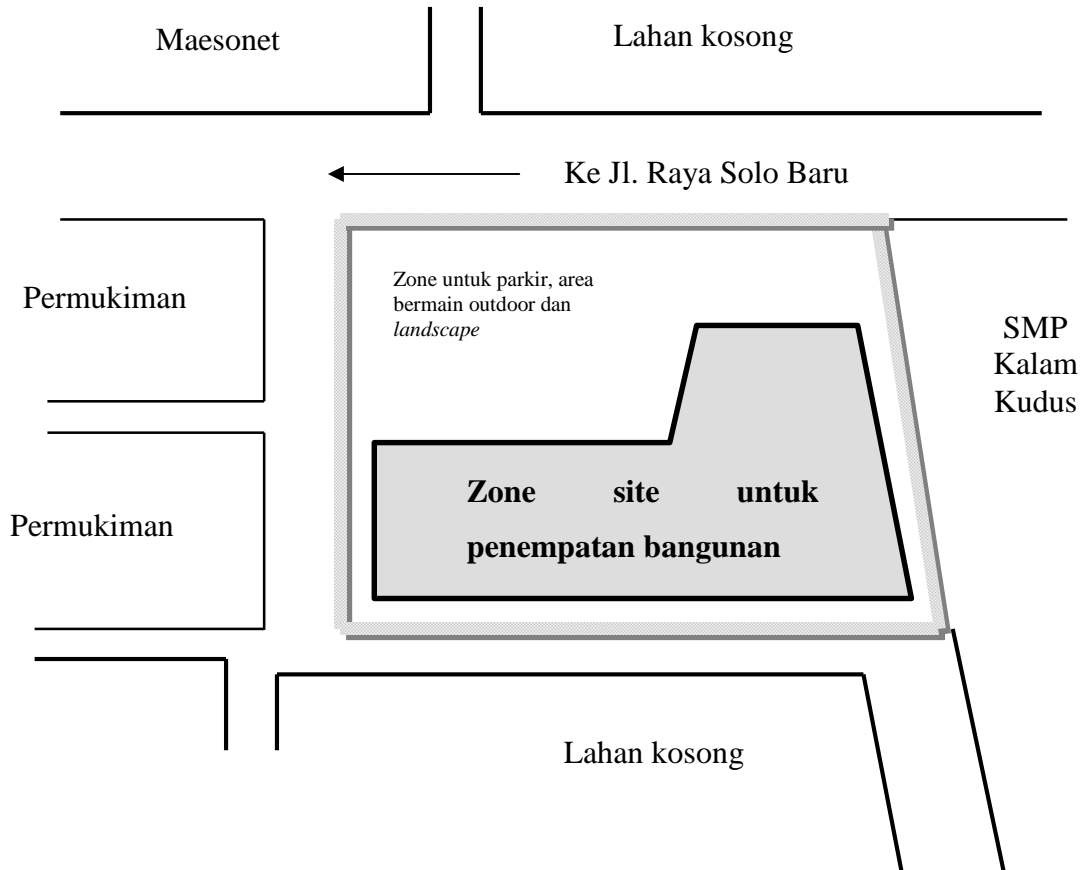 Maesonet
Lahan kosong
Ke Jl. Raya Solo Baru
Permukiman
Zone untuk parkir, area
bermain outdoor dan
landscape
SMP
Kalam
Kudus
Permukiman
Zone site untuk
penempatan bangunan
Lahan kosong